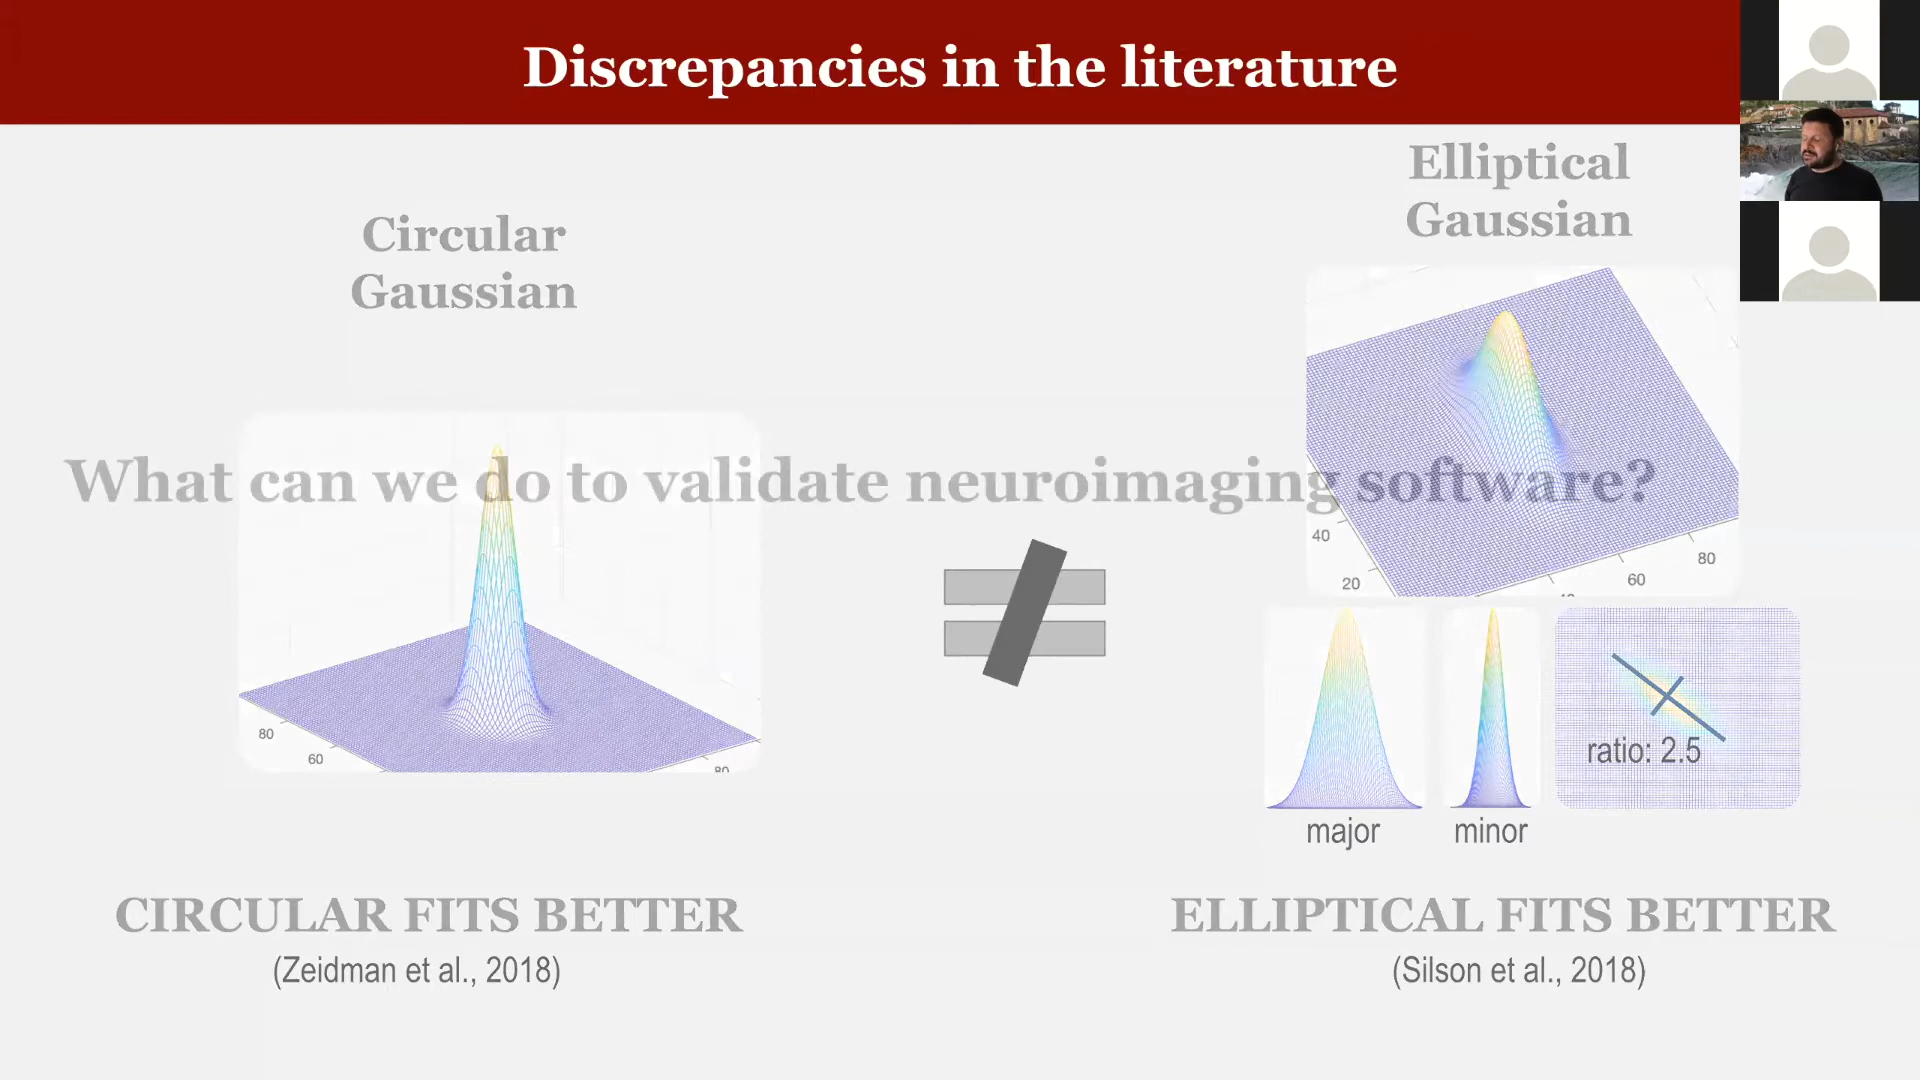 Discrepancies in the literature
Circular
Gaussian
Elliptical
Gaussian
What can we do to validate neuroimaging software?
80
60
80
40
20
80
60
40
ratio: 2.5
major
minor
CIRCULAR FITS BETTER
(Zeidman et al., 2018)
ELLIPTICAL FITS BETTER
(Silson et al., 2018)